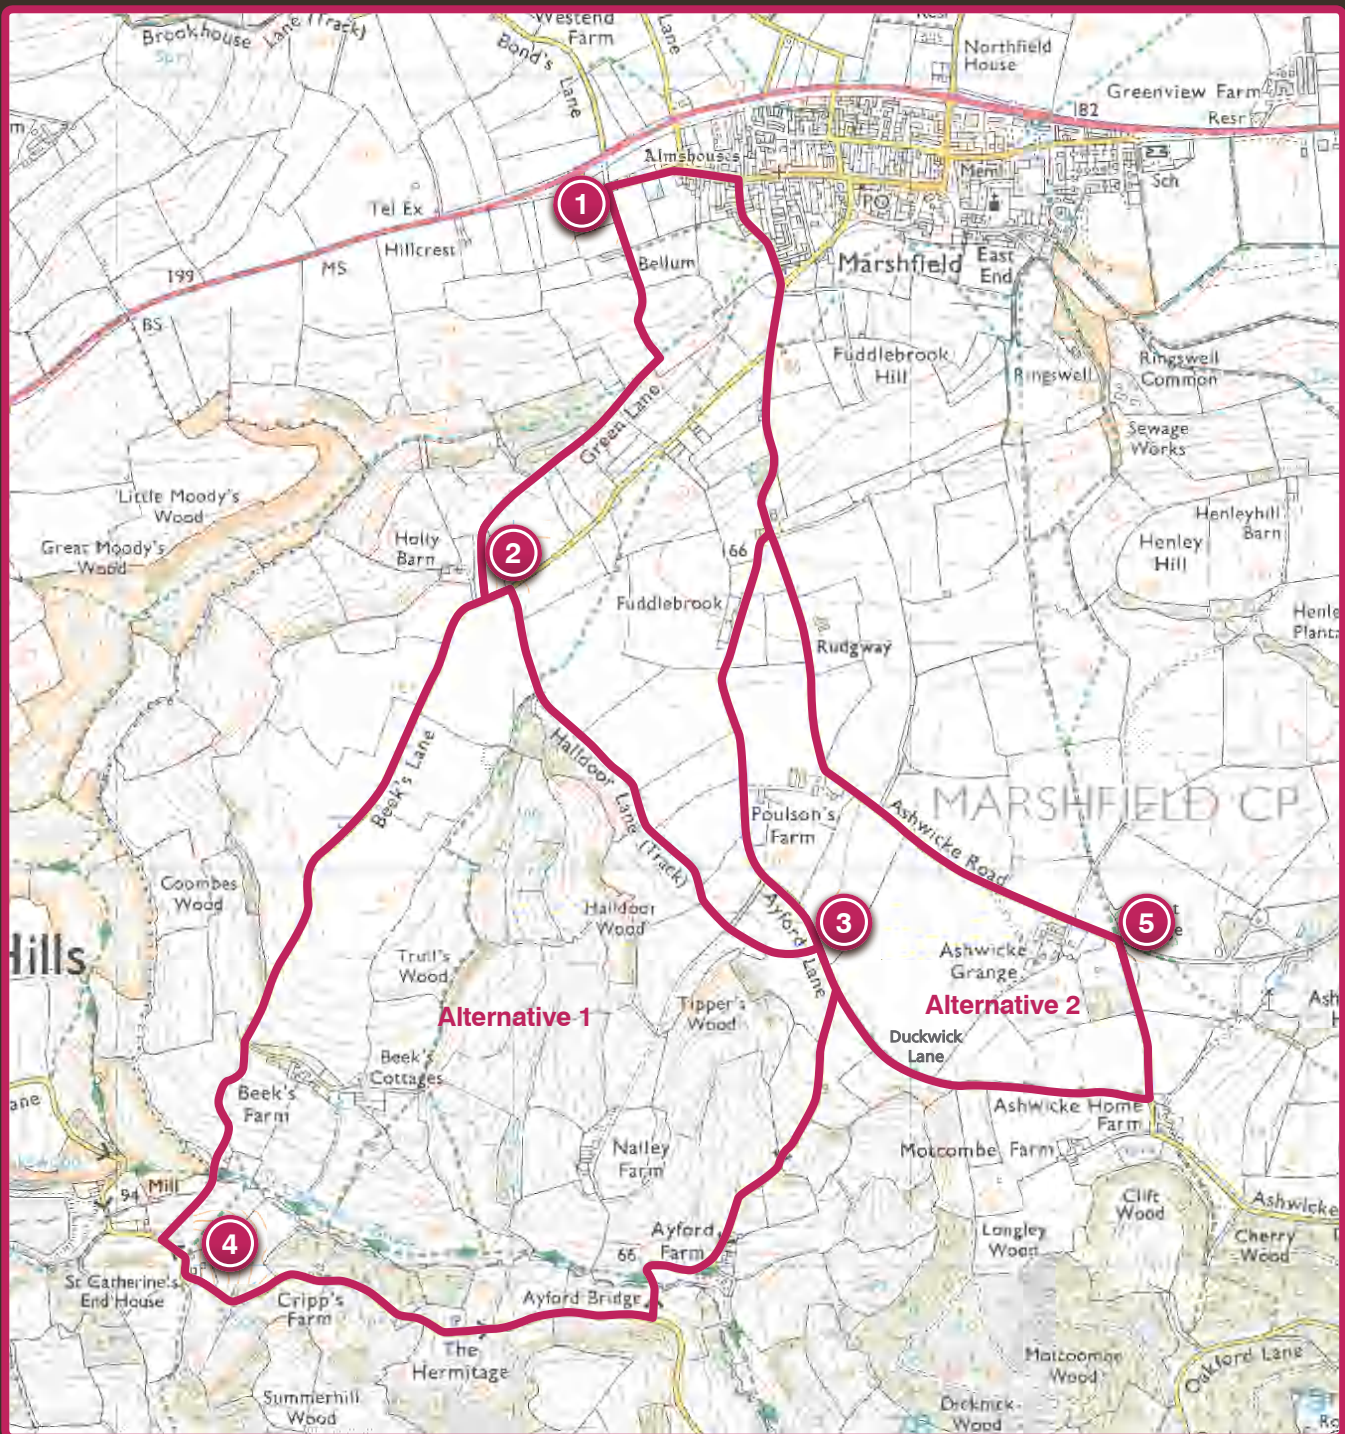 Brookhouse
Lane (Track)
Westend
Farm
Bond's
Lane
Lane
Northfield
House
Greenview Farm
Resr
182
Almshouses
Meml
Sch
PO
1
Tel Ex
Hillcrest
MS
199
BS
Bellum
Marshfield
East
End
Fuddlebrook
Hill
Ringswell
Ringswell
Common
Sewage
Works
Green Lane
Little Moody's
Wood
Great Moody's
Wood
Holly
Barn
2
166
Henleyhill
Barn
Henley
Hill
Fuddlebrook
Rudgway
Beek's Lane
Halldoor Lane (Track)
Poulson's
Farm
MARSHFIELD CP
Ashwicke Road
Coombes
Wood
Halldoor
Wood
Ayford Lane
3
5
Hills
Trull's
Wood
Ashwicke
Grange
Alternative 1
Tipper's
Wood
Alternative 2
Duckwick
Lane
Beek's
Cottages
Beek's
Farm
Ashwicke Home
Farm
Motcombe Farm
Nailey
Farm
94
Mill
Clift
Wood
Ashwicke
4
Ayford
Farm
66
Longley
Wood
Cherry
Wood
St Catherine's
End House
Cripp's
Farm
Ayford Bridge
The
Hermitage
Motcombe
Wood
Oakford Lane
Summerhill
Wood
Wood